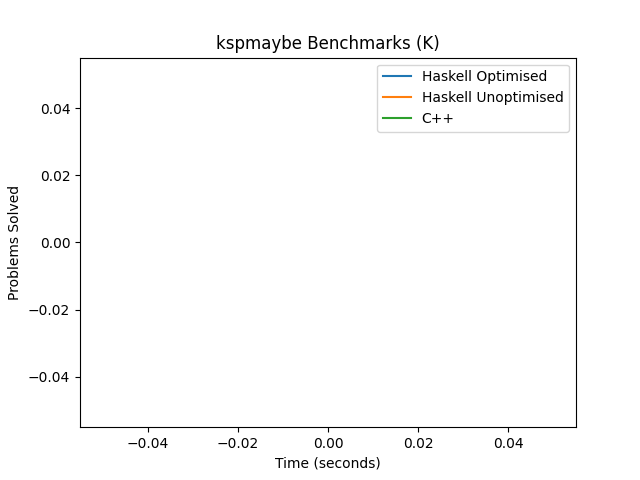 kspmaybe Benchmarks (K)
Haskell Optimised
Haskell Unoptimised
C++
0.04
0.02
0.00
−0.02
−0.04
Problems Solved
−0.04
−0.02
0.00
0.02
0.04
Time (seconds)